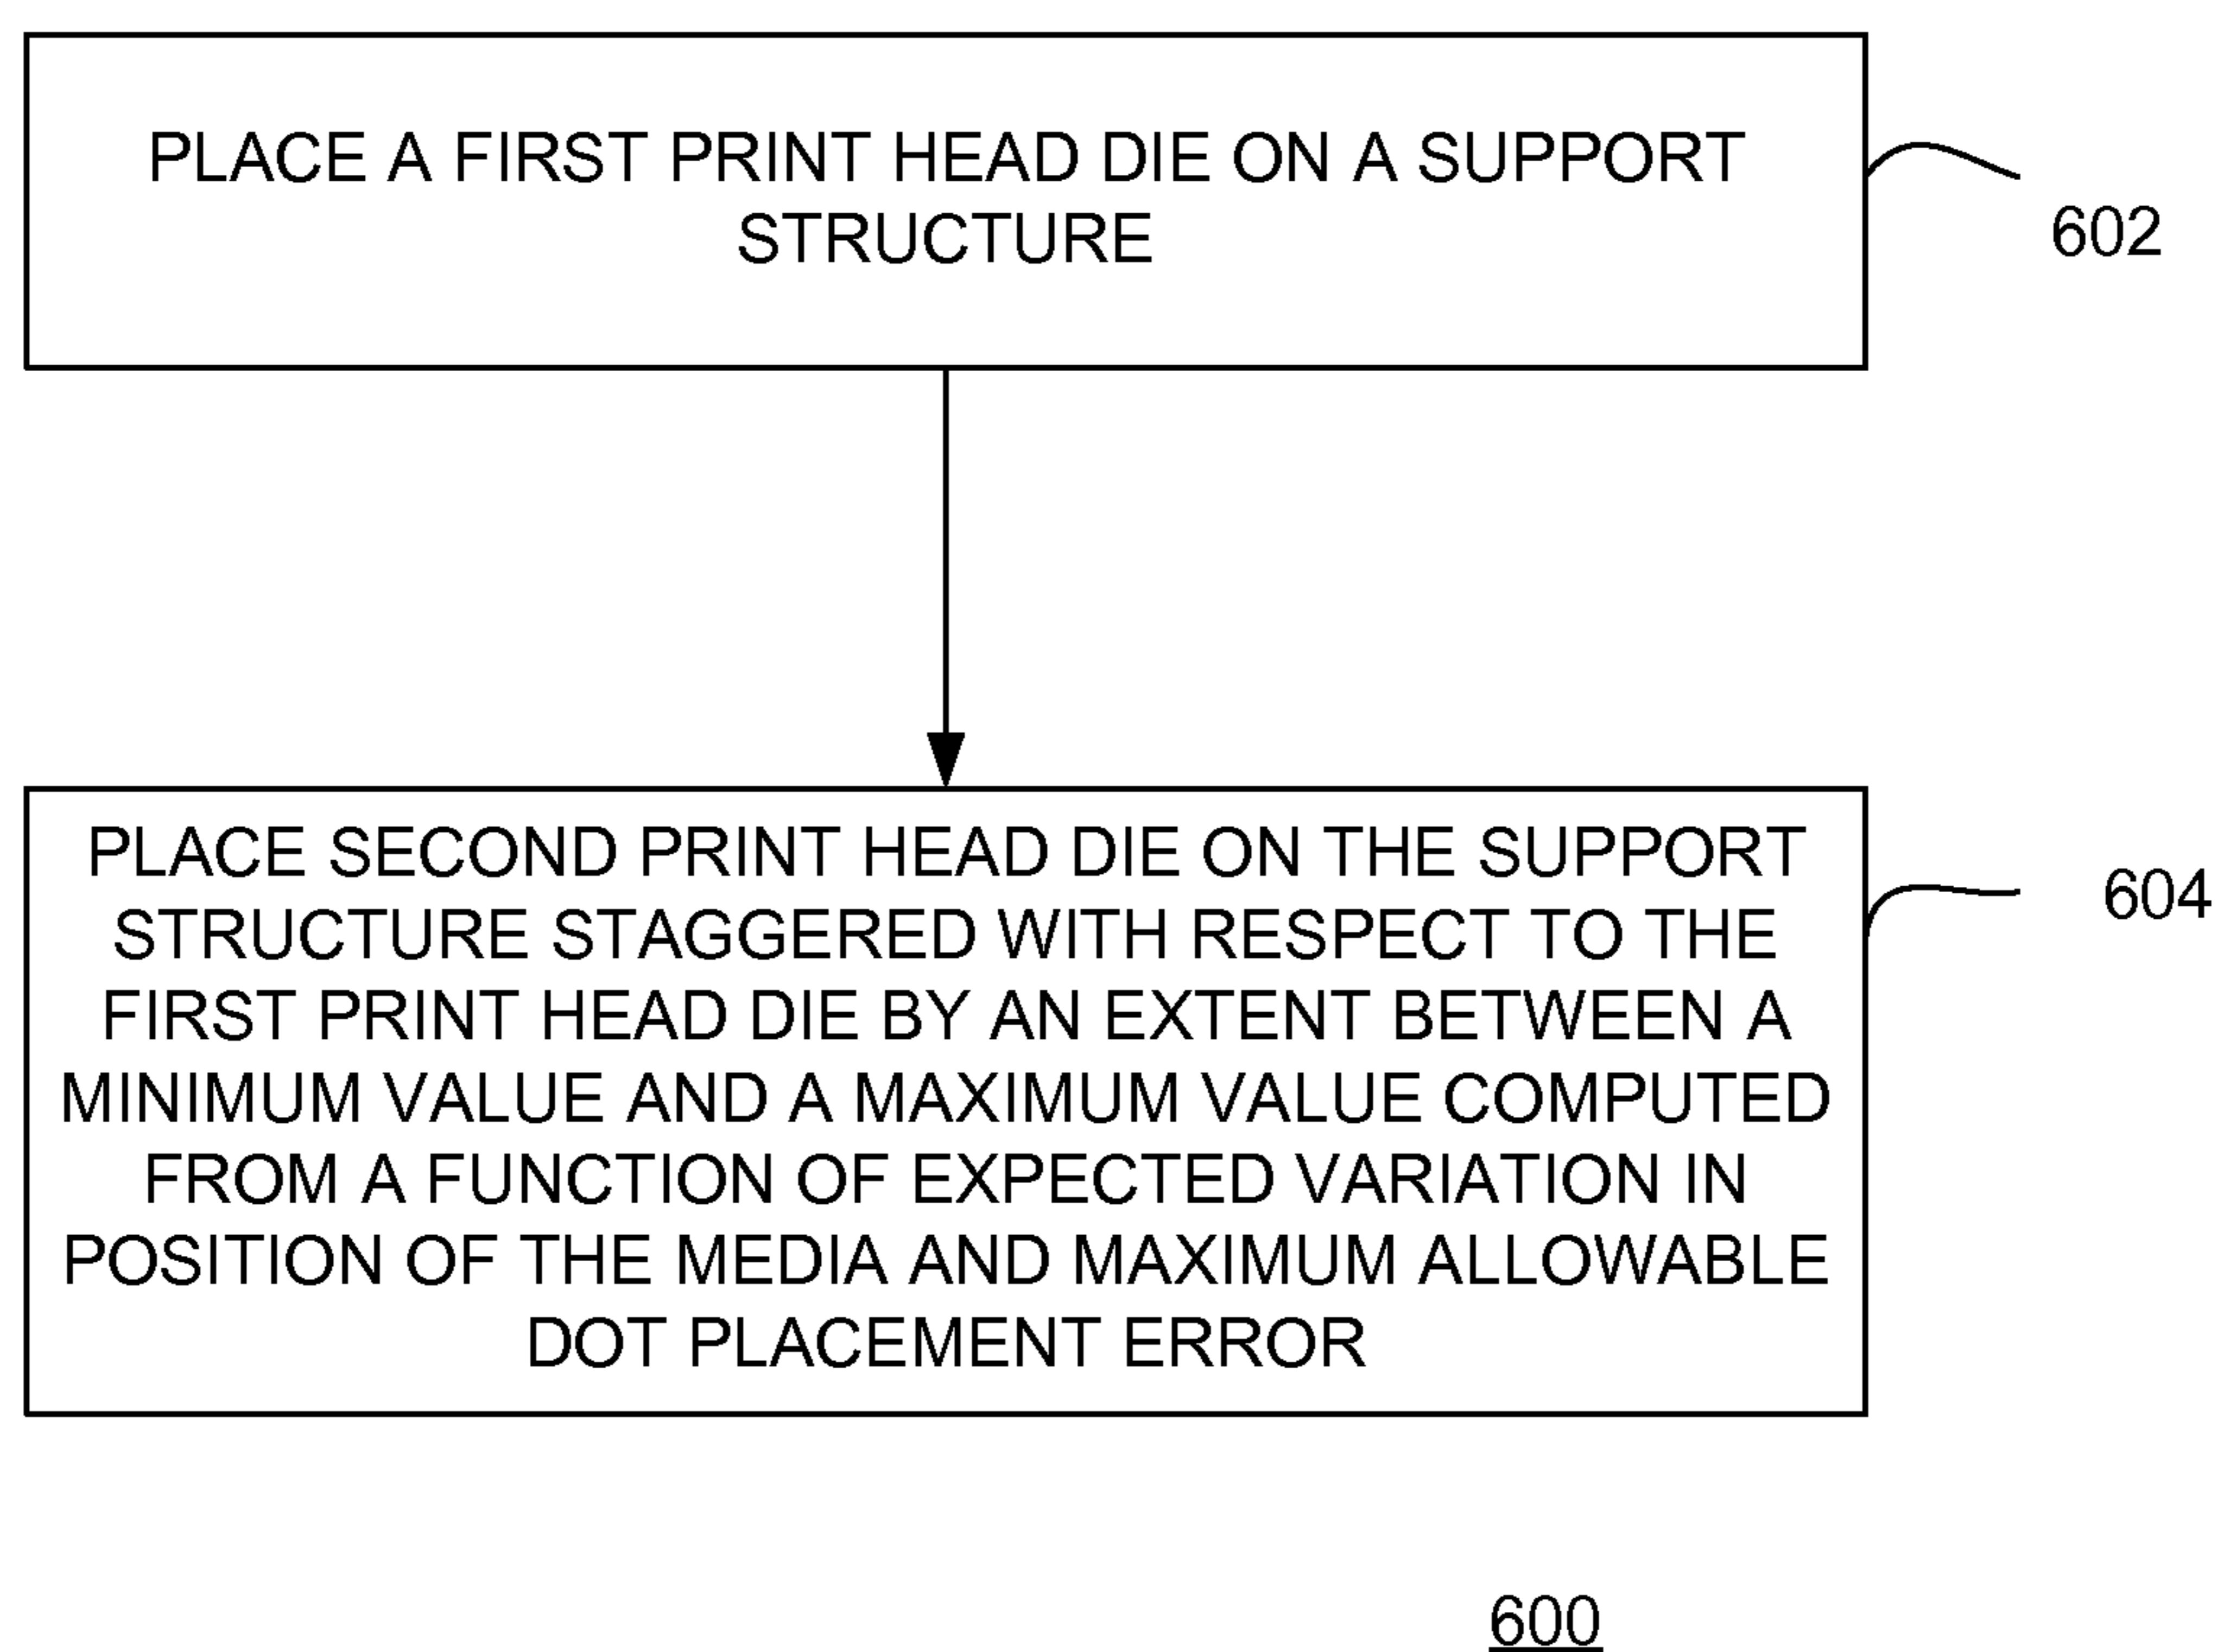 PLACE A FIRST PRINT HEAD DIE ON A SUPPORT
STRUCTURE
602
PLACE SECOND PRINT HEAD DIE ON THE SUPPORT
STRUCTURE STAGGERED WITH RESPECT TO THE
FIRST PRINT HEAD DIE BY AN EXTENT BETWEEN A
MINIMUM VALUE AND A MAXIMUM VALUE COMPUTED
FROM A FUNCTION OF EXPECTED VARIATION IN
POSITION OF THE MEDIA AND MAXIMUM ALLOWABLE
DOT PLACEMENT ERROR
604
600